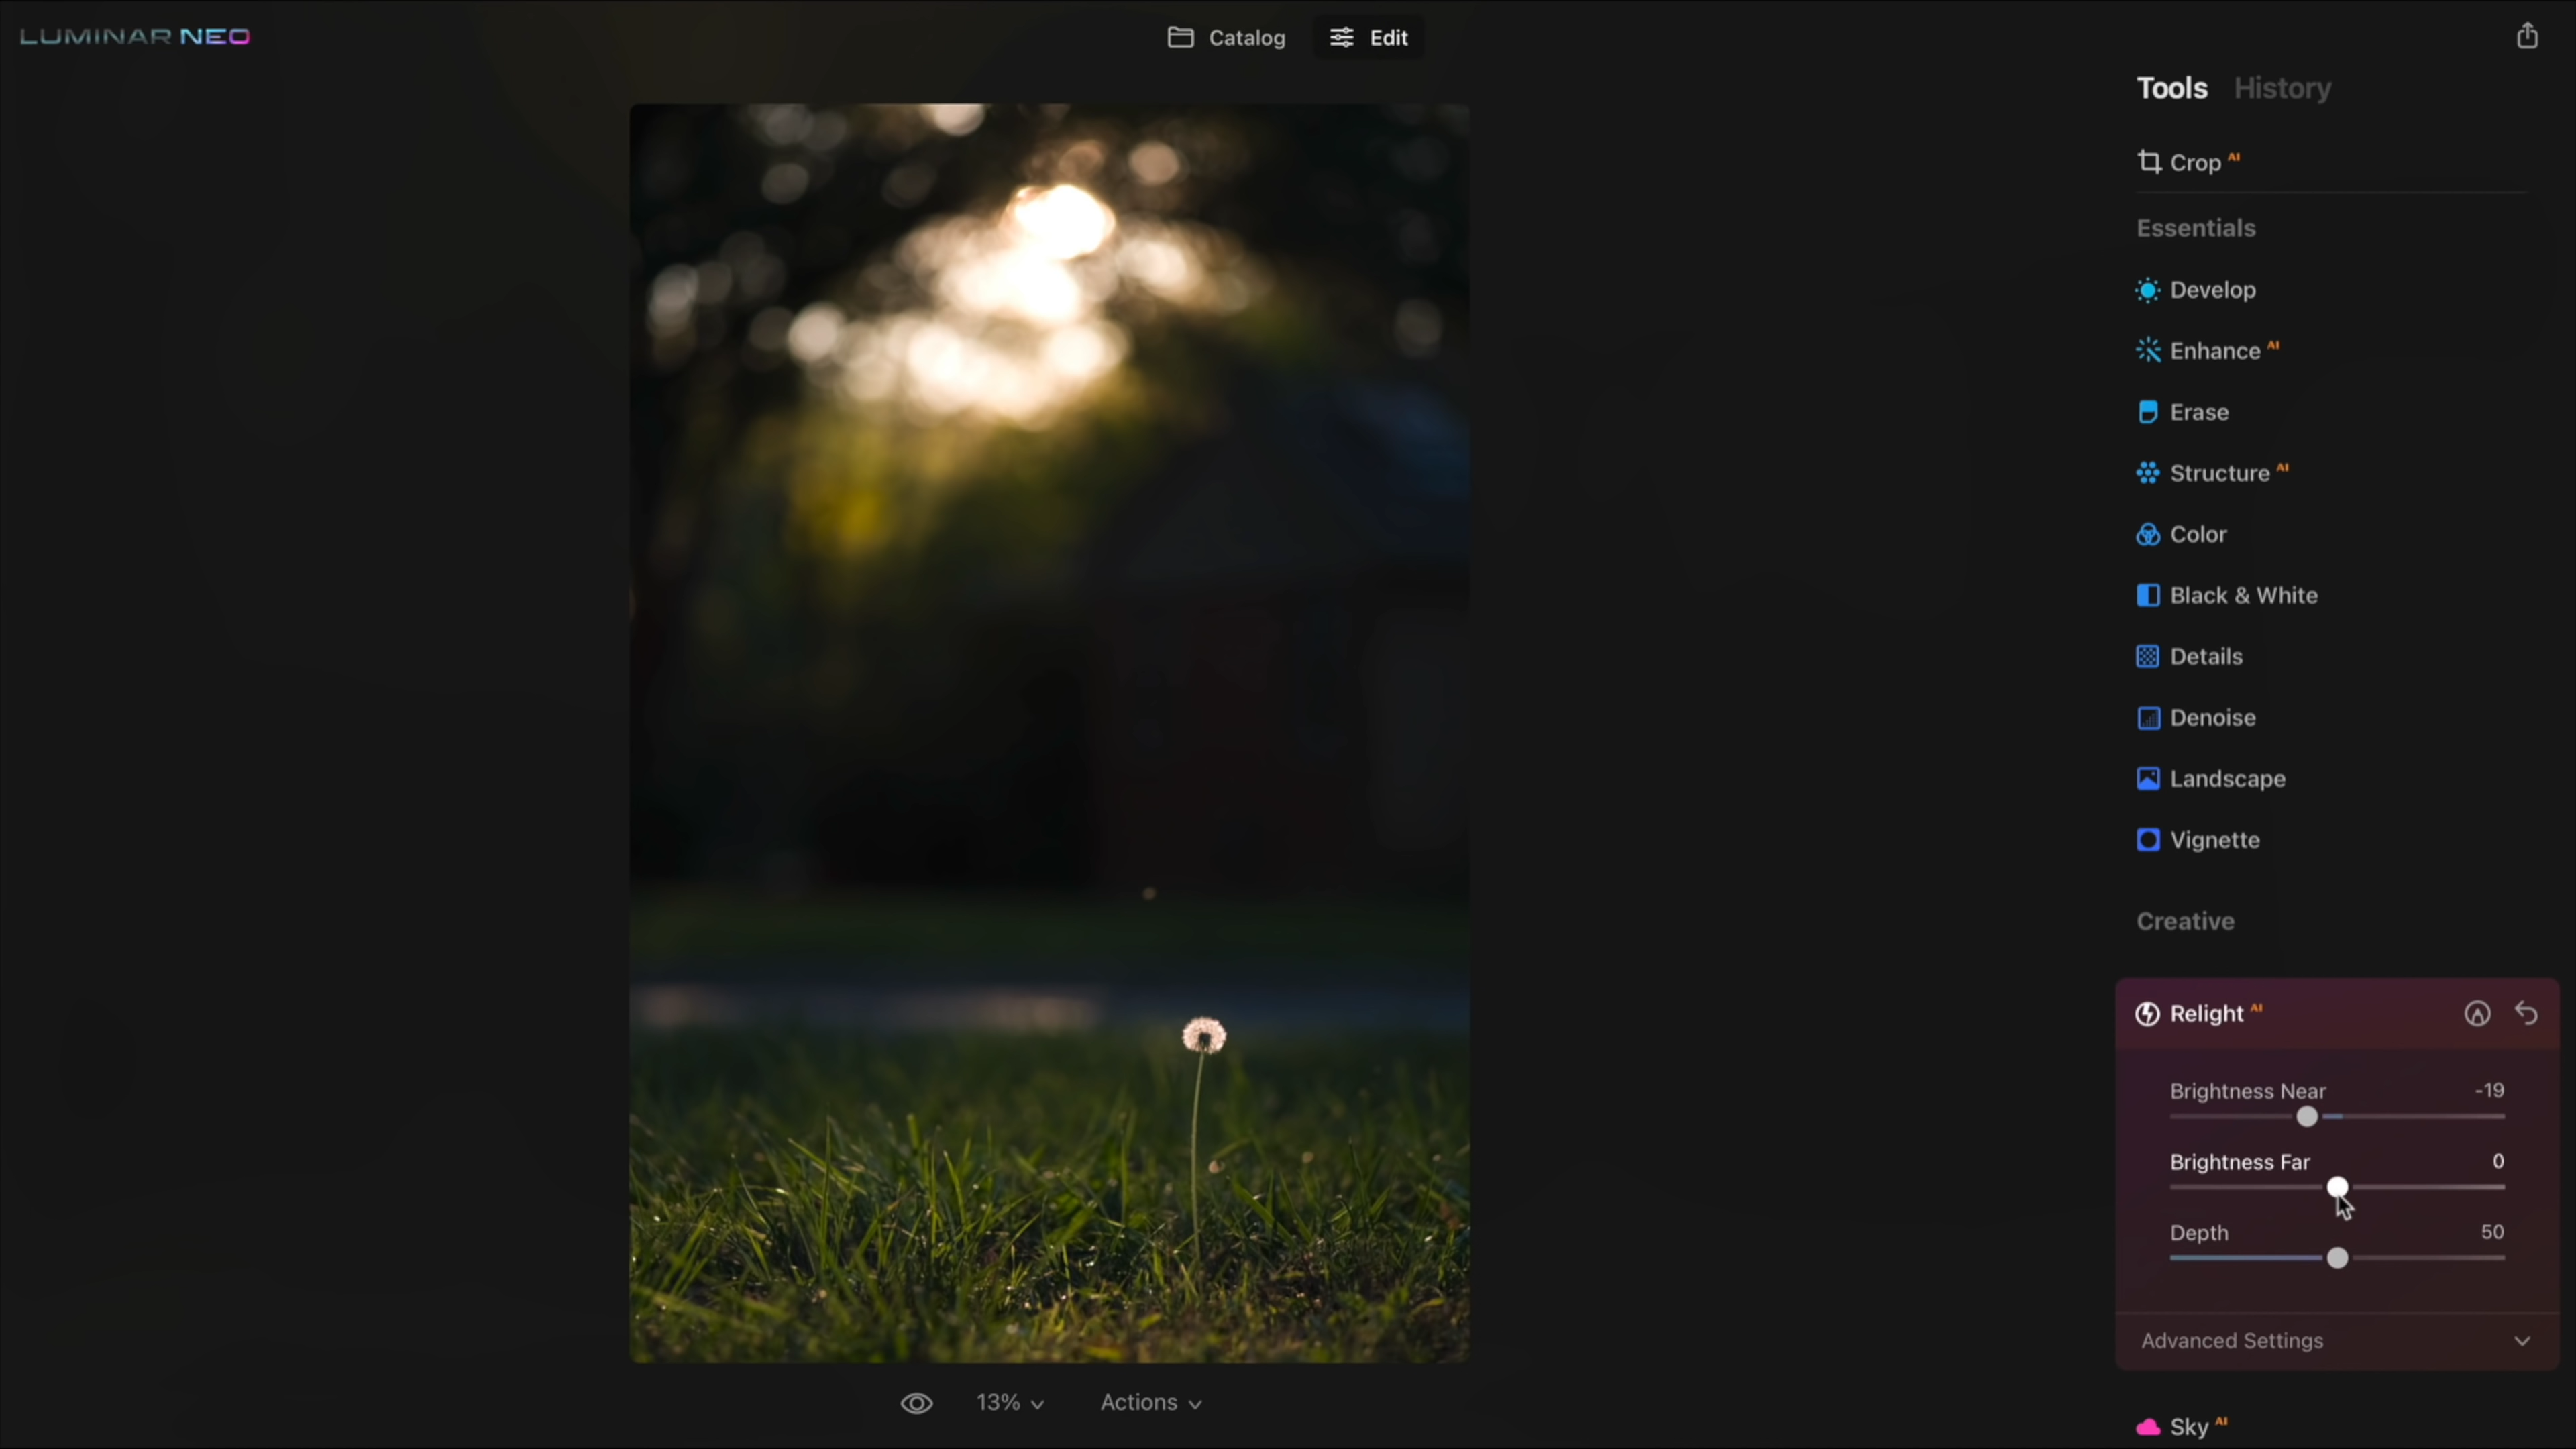 LUMINAR NEO
Catalog
Edit
Tools History
Crop AI
Essentials
Develop
Enhance AI
Erase
Structure AI
Color
Black & White
Details
Denoise
Landscape
Vignette
Creative
Relight AI
Brightness Near -19
Brightness Far 0
Depth 50
Advanced Settings
13%
Actions
Sky AI